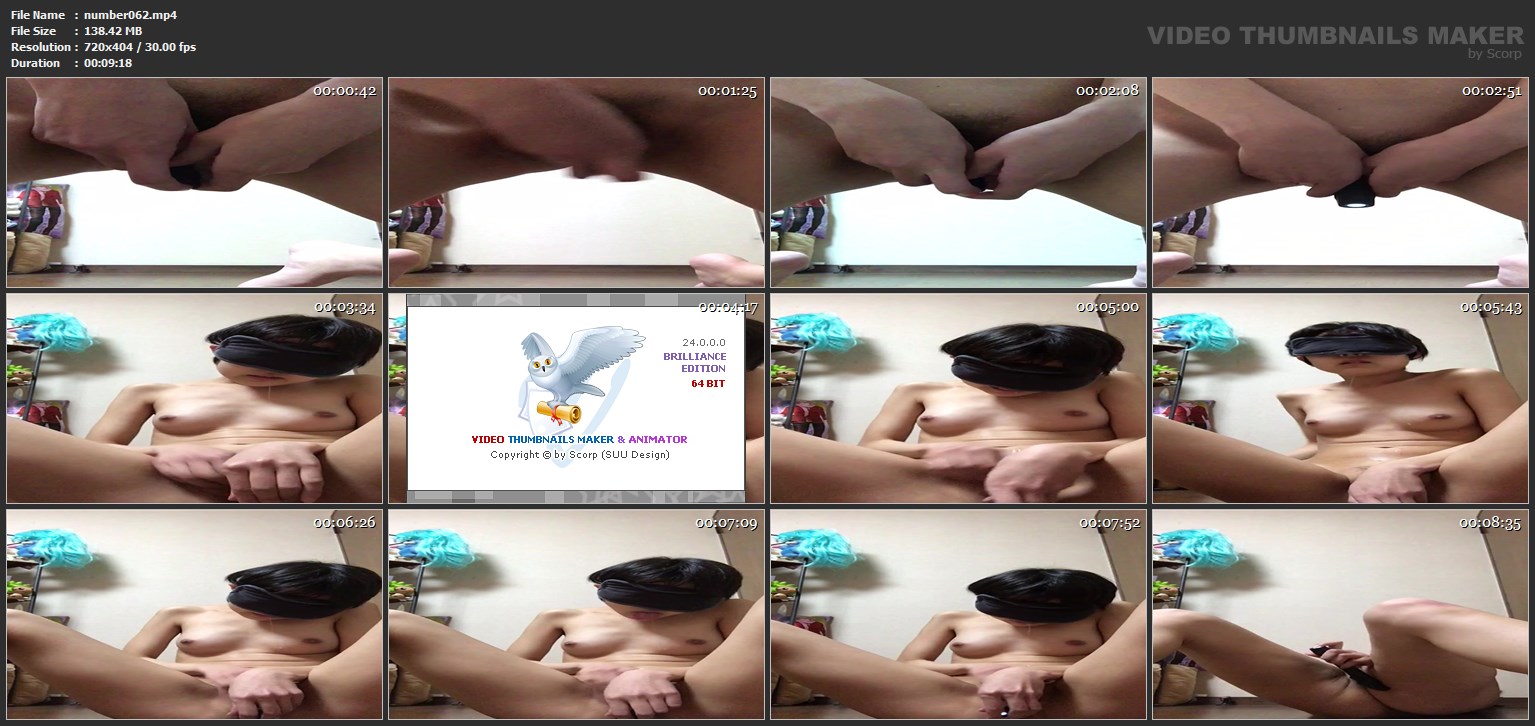 File Name : number062.mp4
File Size : 138.42 MB
Resolution : 720x404 / 30.00 fps
Duration : 00:09:18
VIDEO THUMBNAILS MAKER
by Scorp
00:00:42
00:01:25
00:02:08
00:02:51
00:03:34
00:04:17
24.0.0.0
BRILLIANCE
EDITION
64 BIT
VIDEO THUMBNAILS MAKER & ANIMATOR
Copyright © by Scorp (SUU Design)
00:05:00
00:05:43
00:06:26
00:07:09
00:07:52
00:08:35